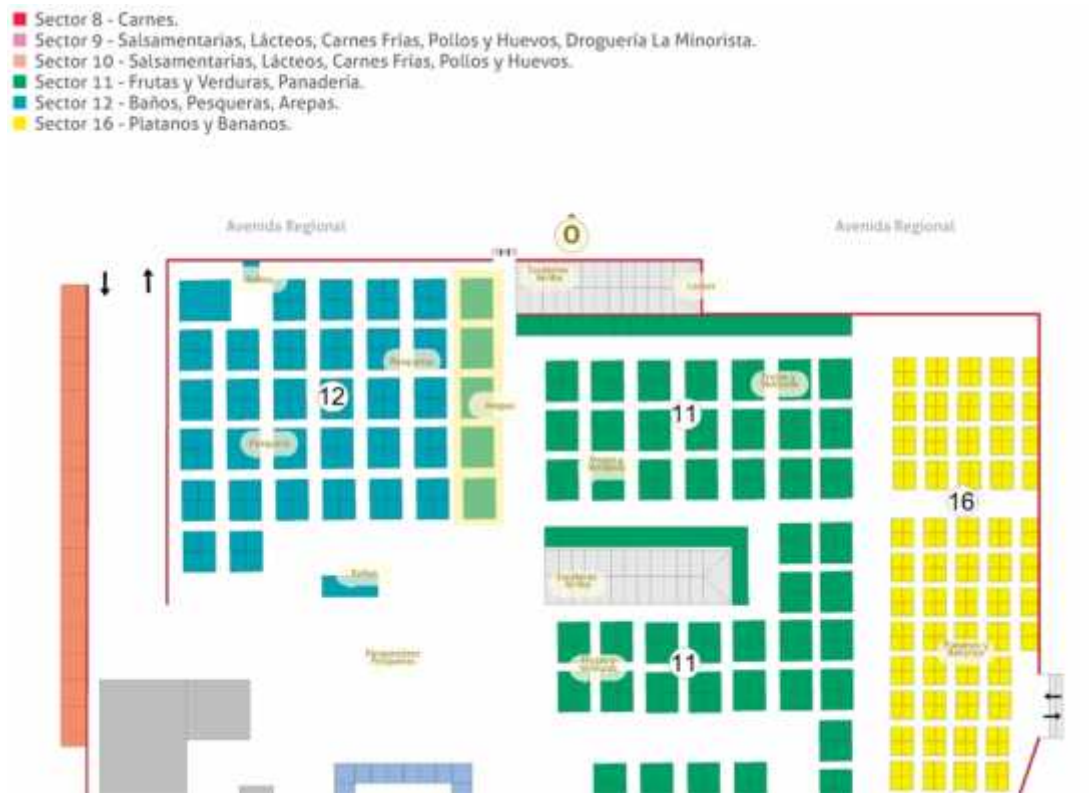 Sector 8 - Carnes.
Sector 9 - Salsamentarias, Lácteos, Carnes Frías, Pollos y Huevos, Droguería La Minorista.
Sector 10 - Salsamentarias, Lácteos, Carnes Frías, Pollos y Huevos.
Sector 11 - Frutas y Verduras, Panadería.
Sector 12 - Baños, Pesqueras, Arepas.
Sector 16 - Platanos y Bananos.
Avenida Regional
O
Avenida Regional
12
11
16
Baños
11